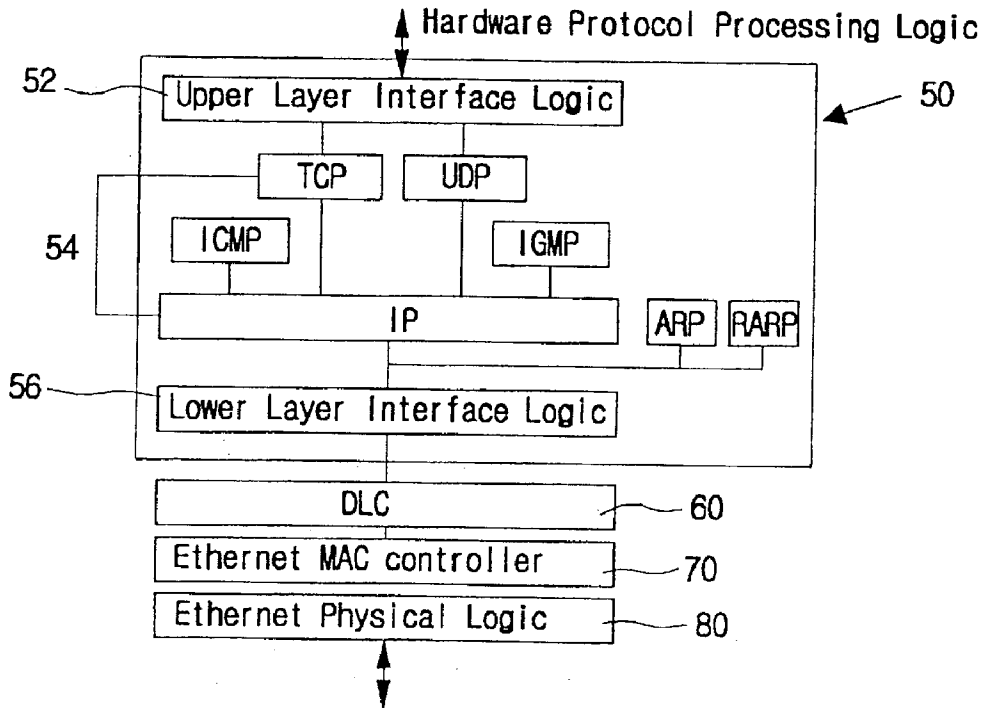 Hardware Protocol Processing Logic
52
Upper Layer Interface Logic
50
TCP
UDP
54
ICMP
IGMP
IP
ARP
RARP
56
Lower Layer Interface Logic
DLC
60
Ethernet MAC controller
70
Ethernet Physical Logic
80